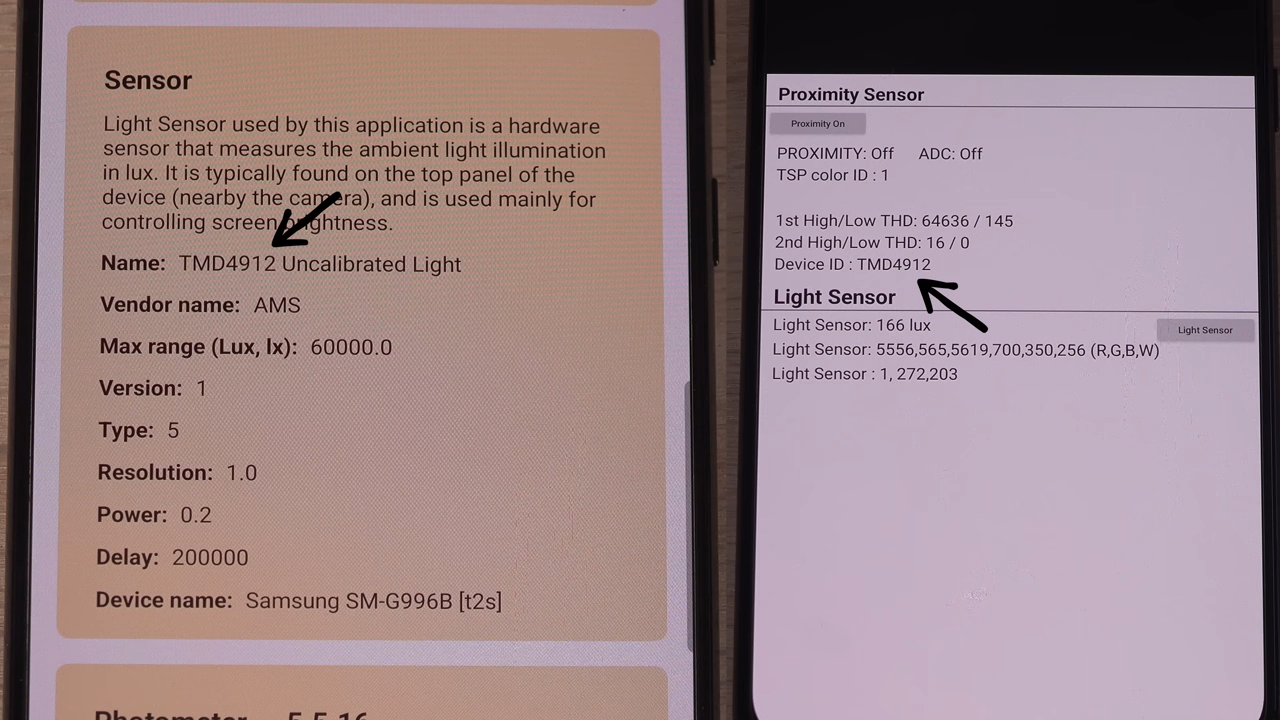 Sensor
Light Sensor used by this application is a hardware
sensor that measures the ambient light illumination
in lux. It is typically found on the top panel of the
device (nearby the camera), and is used mainly for
controlling screen brightness.
Name: TMD4912 Uncalibrated Light
Vendor name: AMS
Max range (Lux, lx): 60000.0
Version: 1
Type: 5
Resolution: 1.0
Power: 0.2
Delay: 200000
Device name: Samsung SM-G996B [t2s]
Proximity Sensor
Proximity On
PROXIMITY: Off ADC: Off
TSP color ID : 1
1st High/Low THD: 64636 / 145
2nd High/Low THD: 16 / 0
Device ID : TMD4912
Light Sensor
Light Sensor: 166 lux
Light Sensor
Light Sensor: 5556,565,5619,700,350,256 (R,G,B,W)
Light Sensor : 1, 272,203